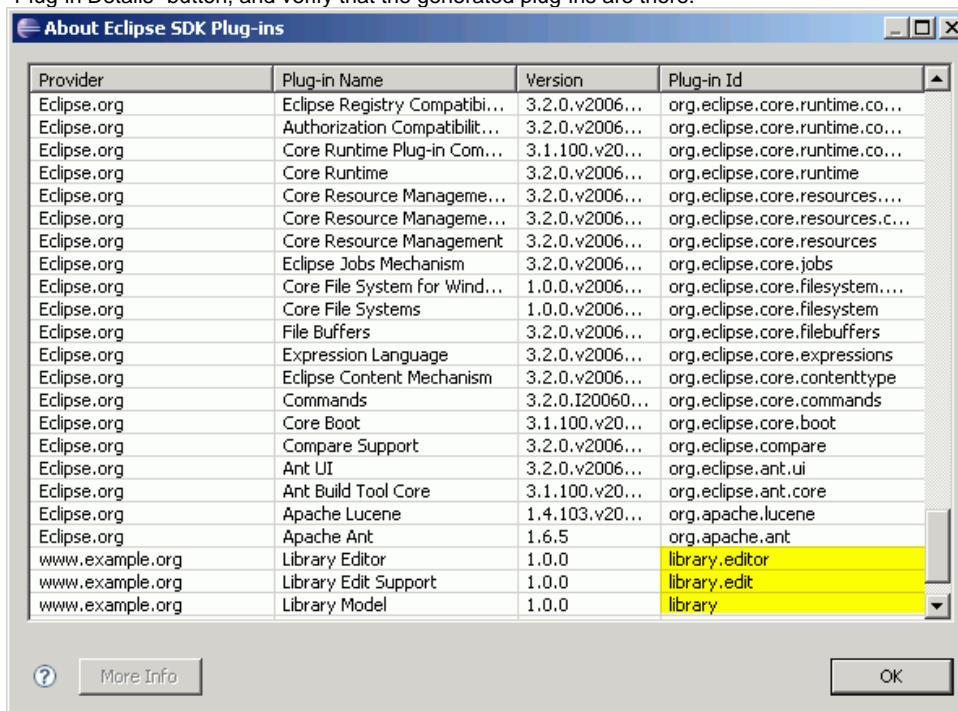 "Plug-in Details" button, and verify that the generated plug-ins are there.
About Eclipse SDK Plug-ins
Provider Plug-in Name Version Plug-in Id
Eclipse.org Eclipse Registry Compatibi... 3.2.0.v2006... org.eclipse.core.runtime.co...
Eclipse.org Authorization Compatibilit... 3.2.0.v2006... org.eclipse.core.runtime.co...
Eclipse.org Core Runtime Plug-in Com... 3.1.100.v20... org.eclipse.core.runtime.co...
Eclipse.org Core Runtime 3.2.0.v2006... org.eclipse.core.runtime
Eclipse.org Core Resource Manageme... 3.2.0.v2006... org.eclipse.core.resources....
Eclipse.org Core Resource Manageme... 3.2.0.v2006... org.eclipse.core.resources.c...
Eclipse.org Core Resource Management 3.2.0.v2006... org.eclipse.core.resources
Eclipse.org Eclipse Jobs Mechanism 3.2.0.v2006... org.eclipse.core.jobs
Eclipse.org Core File System for Wind... 1.0.0.v2006... org.eclipse.core.filesystem....
Eclipse.org Core File Systems 1.0.0.v2006... org.eclipse.core.filesystem
Eclipse.org File Buffers 3.2.0.v2006... org.eclipse.core.filebuffers
Eclipse.org Expression Language 3.2.0.v2006... org.eclipse.core.expressions
Eclipse.org Eclipse Content Mechanism 3.2.0.v2006... org.eclipse.core.contenttype
Eclipse.org Commands 3.2.0.I20060... org.eclipse.core.commands
Eclipse.org Core Boot 3.1.100.v20... org.eclipse.core.boot
Eclipse.org Compare Support 3.2.0.v2006... org.eclipse.compare
Eclipse.org Ant UI 3.2.0.v2006... org.eclipse.ant.ui
Eclipse.org Ant Build Tool Core 3.1.100.v20... org.eclipse.ant.core
Eclipse.org Apache Lucene 1.4.103.v20... org.apache.lucene
Eclipse.org Apache Ant 1.6.5 org.apache.ant
www.example.org Library Editor 1.0.0 library.editor
www.example.org Library Edit Support 1.0.0 library.edit
www.example.org Library Model 1.0.0 library
? More Info OK